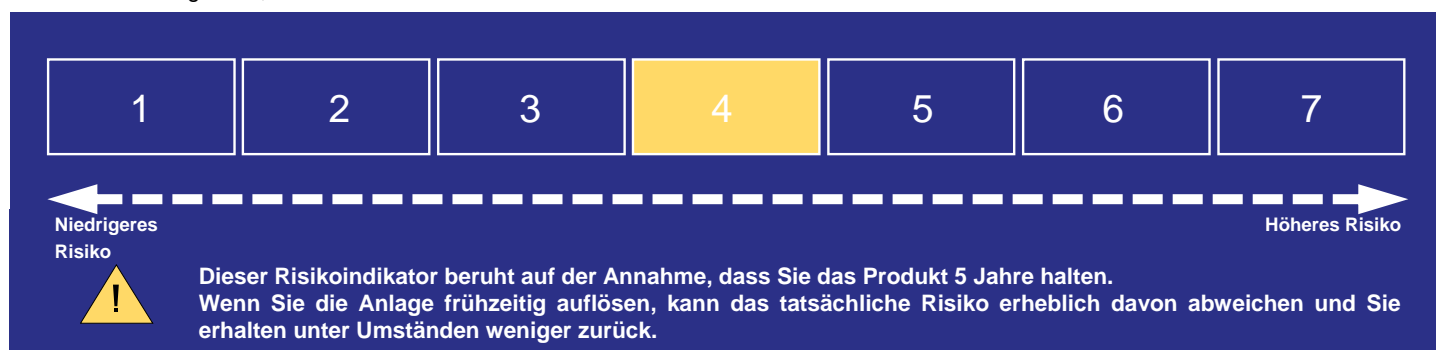 1 2 3 4 5 6 7
Niedrigeres
Risiko
Höheres Risiko
!
Dieser Risikoindikator beruht auf der Annahme, dass Sie das Produkt 5 Jahre halten.
Wenn Sie die Anlage frühzeitig auflösen, kann das tatsächliche Risiko erheblich davon abweichen und Sie
erhalten unter Umständen weniger zurück.